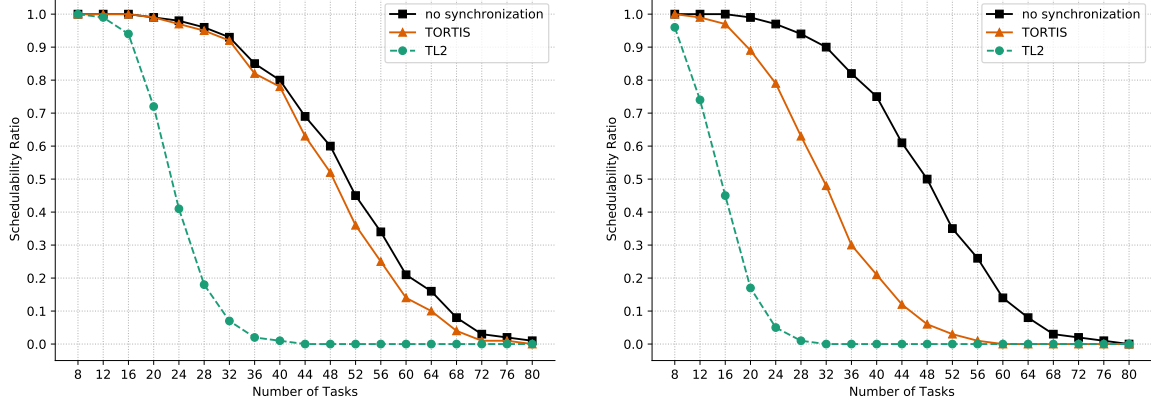 1.0
0.9
0.8
0.7
0.6
0.5
0.4
0.3
0.2
0.1
0.0
Schedulability Ratio
no synchronization
TORTIS
TL2
8 12 16 20 24 28 32 36 40 44 48 52 56 60 64 68 72 76 80
Number of Tasks
1.0
0.9
0.8
0.7
0.6
0.5
0.4
0.3
0.2
0.1
0.0
Schedulability Ratio
no synchronization
TORTIS
TL2
8 12 16 20 24 28 32 36 40 44 48 52 56 60 64 68 72 76 80
Number of Tasks